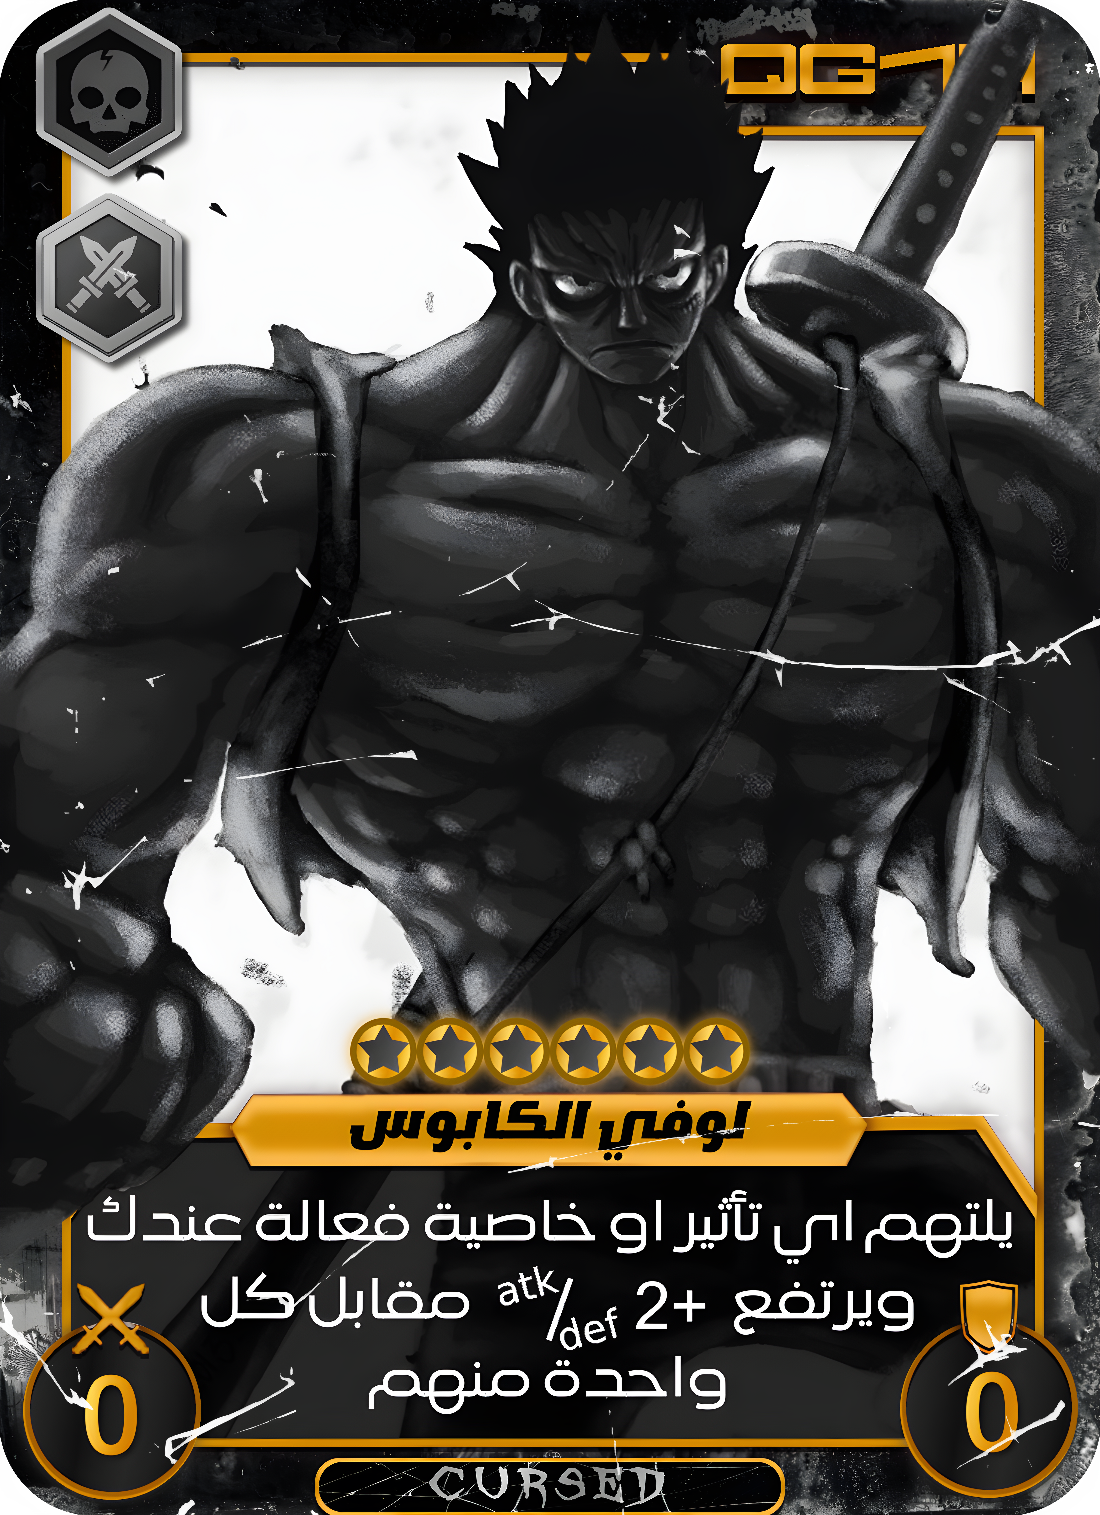 لوفي الكابوس
يلتهم اي تأثير او خاصية فعالة عندك
ويرتفع +2 atk/def مقابل كل
واحدة منهم
0
0
CURSED